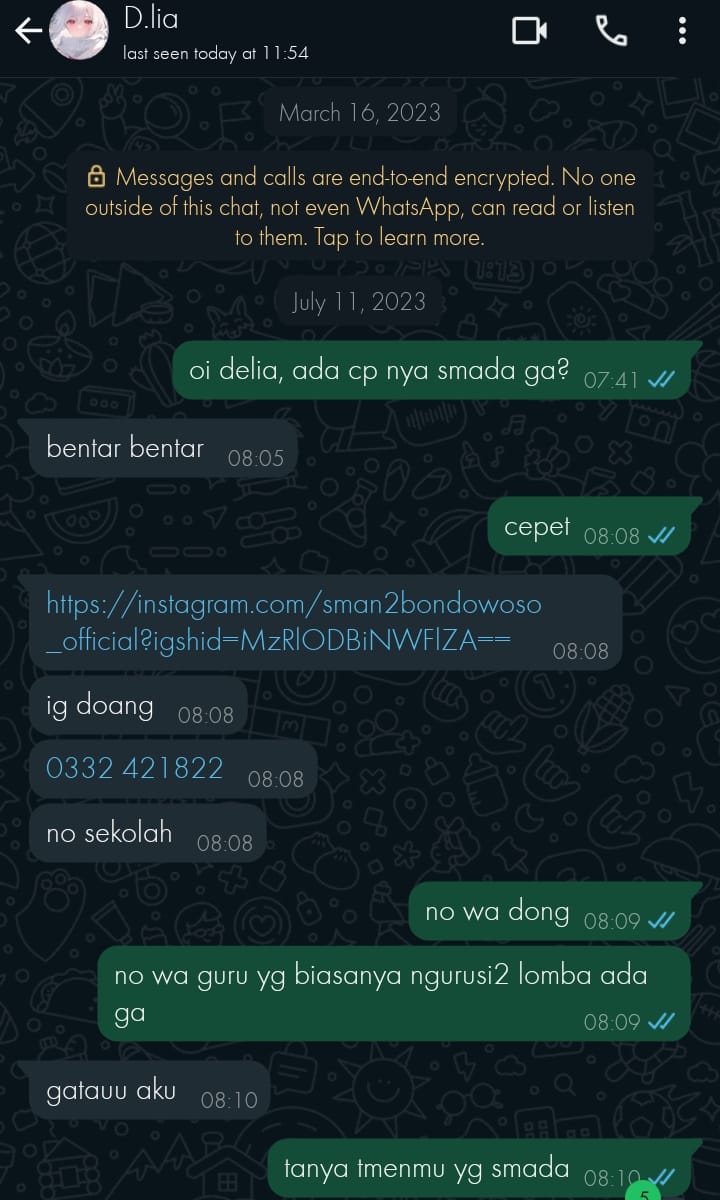 D.lia
last seen today at 11:54
March 16, 2023
Messages and calls are end-to-end encrypted. No one
outside of this chat, not even WhatsApp, can read or listen
to them. Tap to learn more.
July 11, 2023
oi delia, ada cp nya smada ga? 07:41
bentar bentar 08:05
cepet 08:08
https://instagram.com/sman2bondowoso
_official?igshid=MzRlODBiNWFlZA== 08:08
ig doang 08:08
0332 421822 08:08
no sekolah 08:08
no wa dong 08:09
no wa guru yg biasanya ngurusi2 lomba ada
ga 08:09
gatauu aku 08:10
tanya tmenmu yg smada 08:10
5